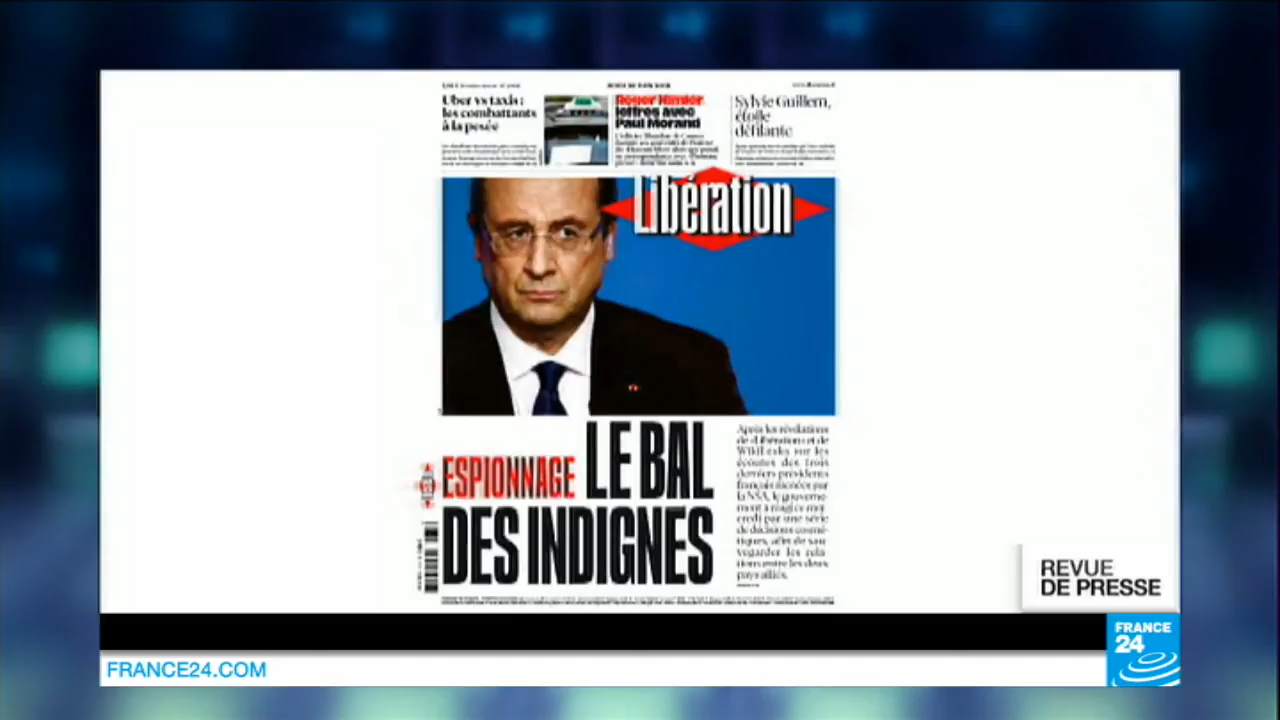 Uber vs taxis :
les combattants
à la pesée
Roger Nimier
lettres avec
Paul Morand
Sylvie Guillem,
étoile
défilante
Libération
ESPIONNAGE LE BAL
DES INDIGNES
Après les révélations
de «Libération» et de
WikiLeaks sur les
écoutes des trois
derniers présidents
français menées par
la NSA, le gouverne-
ment a réagi ce mer-
credi par une série
de décisions cosmé-
tiques, afin de sau-
vegarder les rela-
tions entre les deux
pays alliés.
REVUE
DE PRESSE
FRANCE
24
FRANCE24.COM